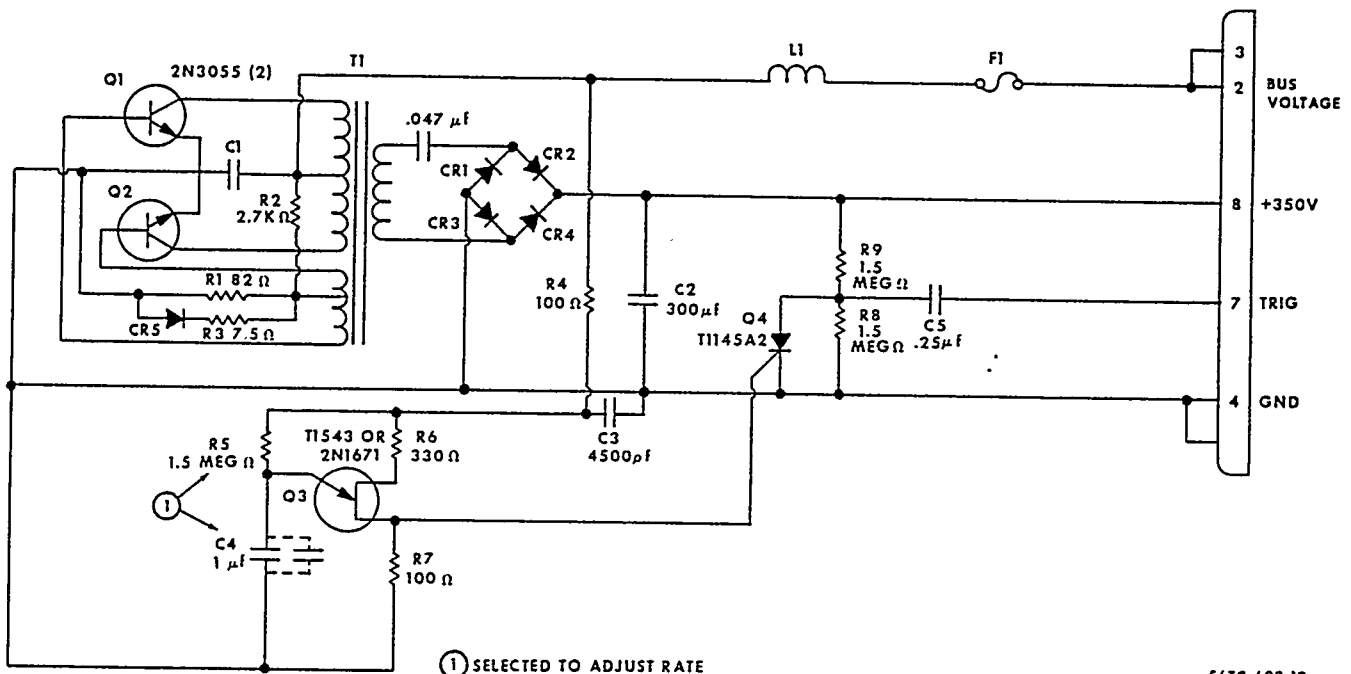 2N3055 (2)
T1
Q1
L1
F1
3
2
BUS
VOLTAGE
.047 µf
C1
CR1
CR2
Q2
R2
2.7K Ω
CR3
CR4
8
+350V
R9
1.5
MEG Ω
R1 82 Ω
R4
100 Ω
C2
300µf
CR5
R3 7.5 Ω
Q4
T1145A2
R8
1.5
MEG Ω
C5
.25µf
7
TRIG
4
GND
R5
1.5 MEG Ω
T1543 OR
2N1671
R6
330 Ω
C3
4500pf
1
Q3
C4
1 µf
R7
100 Ω
1 SELECTED TO ADJUST RATE